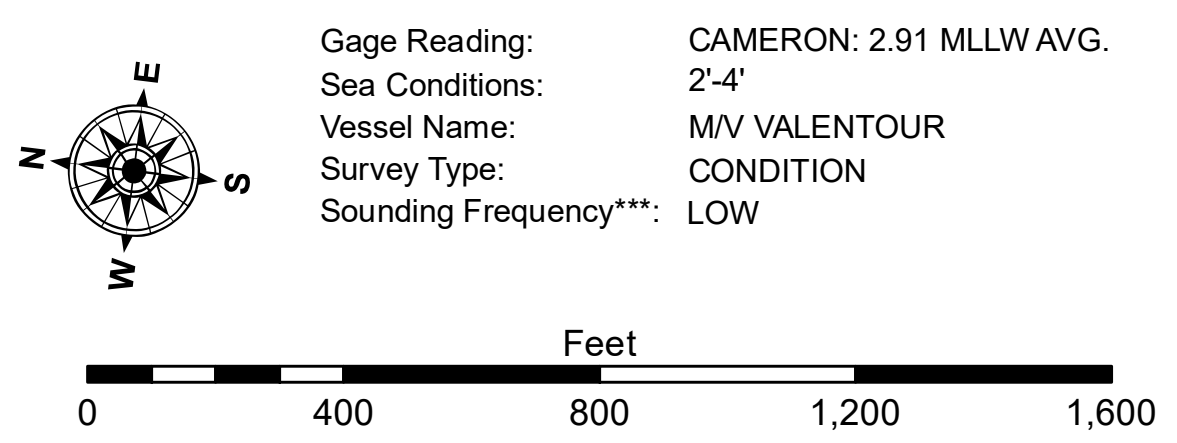 E
N
S
W
Gage Reading: CAMERON: 2.91 MLLW AVG.
Sea Conditions: 2'-4'
Vessel Name: M/V VALENTOUR
Survey Type: CONDITION
Sounding Frequency***: LOW
Feet
0 400 800 1,200 1,600